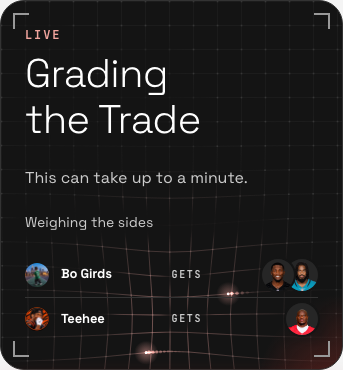 LIVE
Grading
the Trade
This can take up to a minute.
Weighing the sides
Bo Girds GETS
Teehee GETS